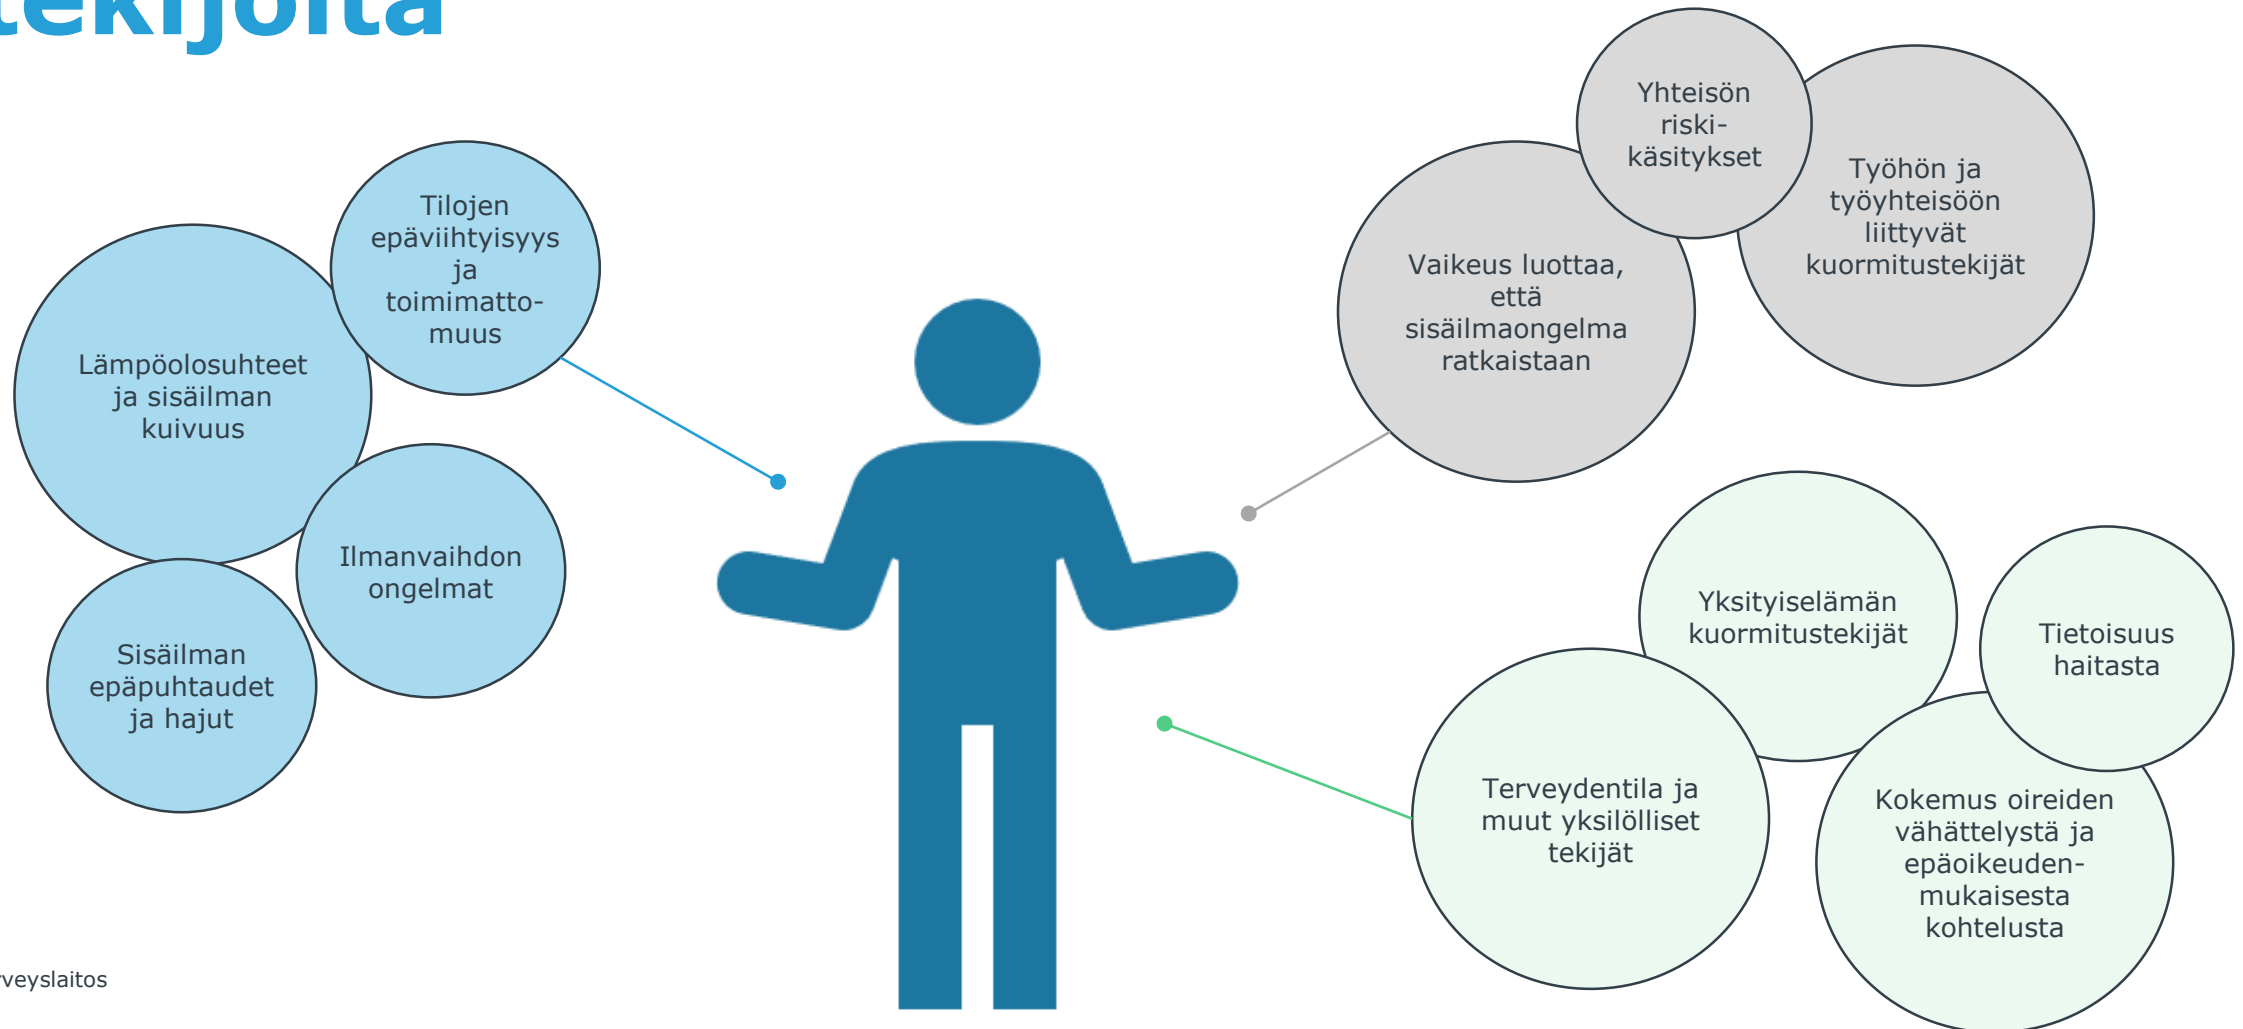 tekijöitä
Tilojen
epäviihtyisyys
ja
toimimatto-
muus
Lämpöolosuhteet
ja sisäilman
kuivuus
Ilmanvaihdon
ongelmat
Sisäilman
epäpuhtaudet
ja hajut
Yhteisön
riski-
käsitykset
Työhön ja
työyhteisöön
liittyvät
kuormitustekijät
Vaikeus luottaa,
että
sisäilmaongelma
ratkaistaan
Yksityiselämän
kuormitustekijät
Tietoisuus
haitasta
Terveydentila ja
muut yksilölliset
tekijät
Kokemus oireiden
vähättelystä ja
epäoikeuden-
mukaisesta
kohtelusta
rveyslaitos